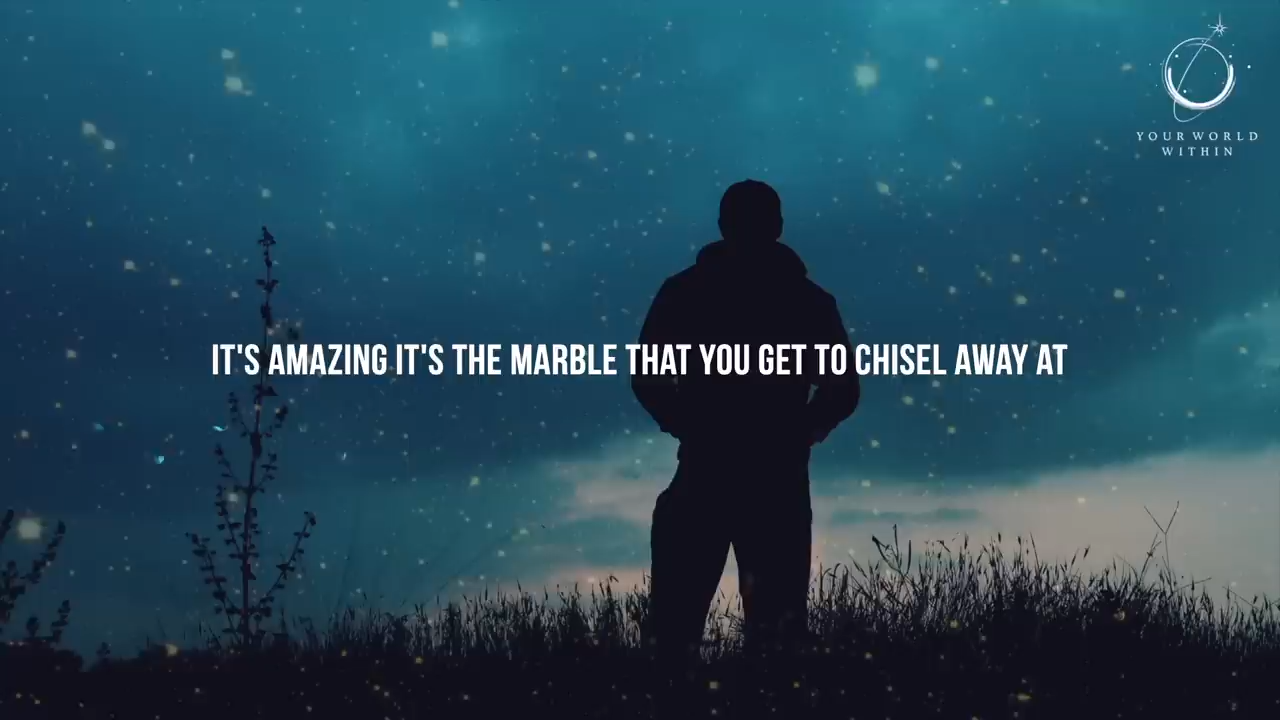 YOUR WORLD
WITHIN
IT'S AMAZING IT'S THE MARBLE THAT YOU GET TO CHISEL AWAY AT